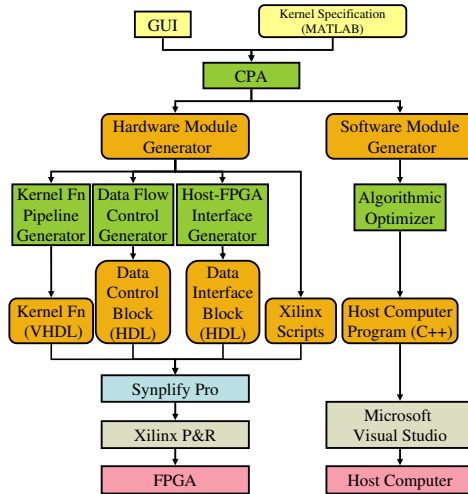 GUI
Kernel Specification
(MATLAB)
CPA
Hardware Module
Generator
Software Module
Generator
Kernel Fn
Pipeline
Generator
Data Flow
Control
Generator
Host-FPGA
Interface
Generator
Algorithmic
Optimizer
Kernel Fn
(VHDL)
Data
Control
Block
(HDL)
Data
Interface
Block
(HDL)
Xilinx
Scripts
Host Computer
Program (C++)
Synplify Pro
Xilinx P&R
Microsoft
Visual Studio
FPGA
Host Computer